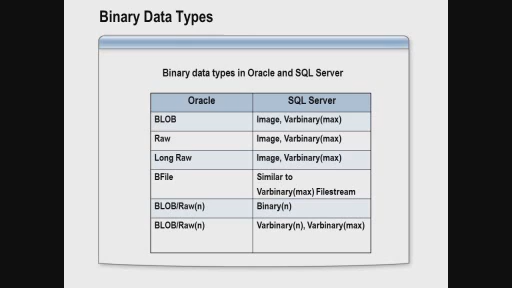 Binary Data Types
Binary data types in Oracle and SQL Server
Oracle SQL Server
BLOB Image, Varbinary(max)
Raw Image, Varbinary(max)
Long Raw Image, Varbinary(max)
BFile Similar to
Varbinary(max) Filestream
BLOB/Raw(n) Binary(n)
BLOB/Raw(n) Varbinary(n), Varbinary(max)